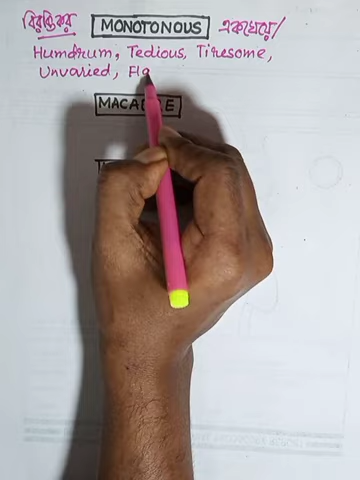 বিরক্তিকর MONOTONOUS একঘেয়ে/
Humdrum, Tedious, Tiresome,
Unvaried, Fla